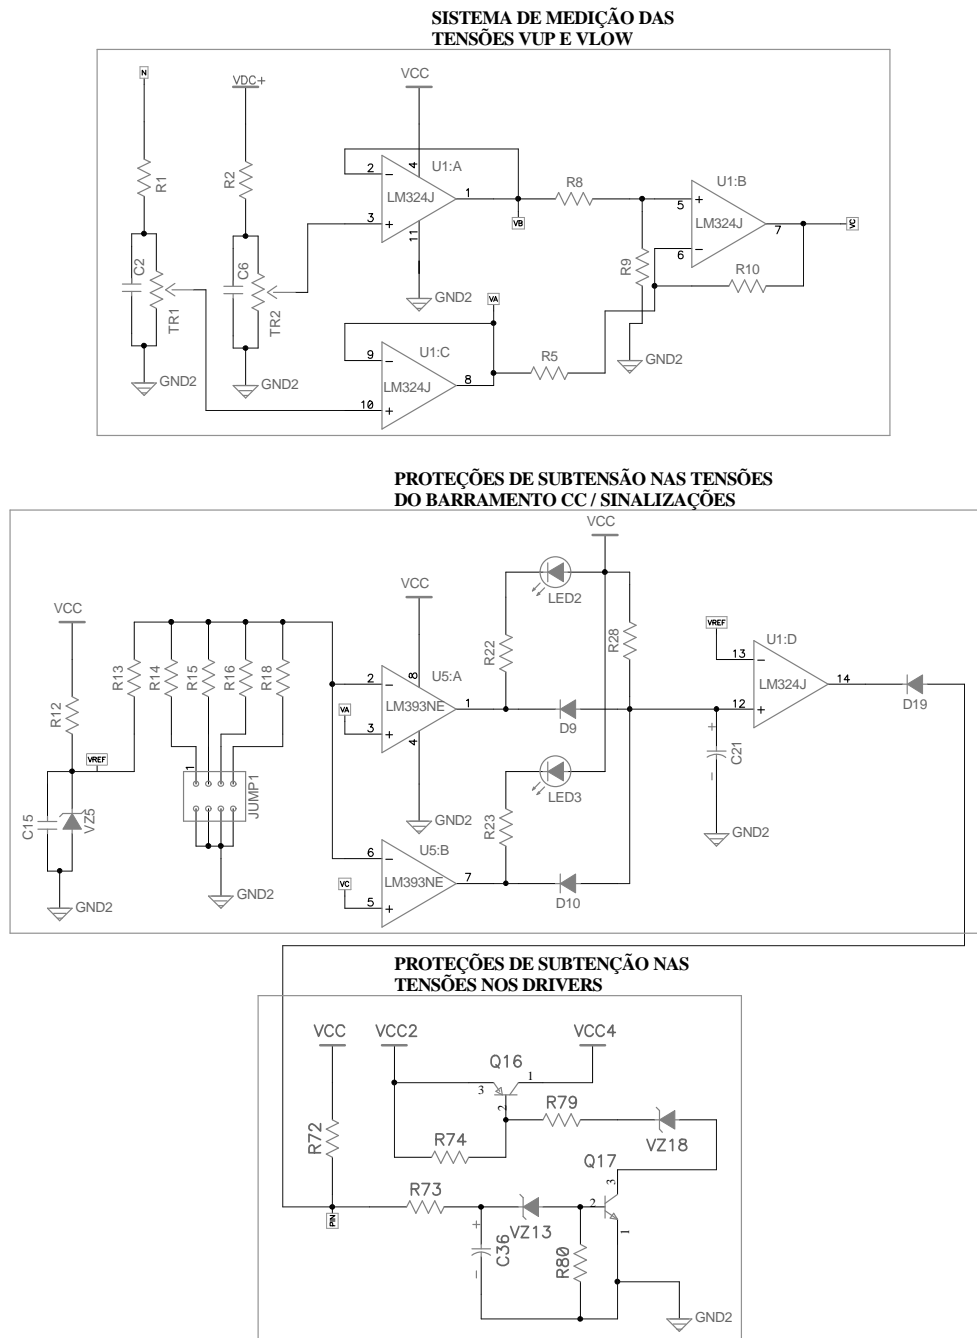 SISTEMA DE MEDIÇÃO DAS
TENSÕES VUP E VLOW
N
VDC+
VCC
R1
R2
C2
TR1
C6
TR2
GND2
GND2
2
3
4
11
1
U1:A
LM324J
GND2
VB
R8
R9
GND2
5
6
7
U1:B
LM324J
R10
VC
VA
9
10
8
U1:C
LM324J
R5
PROTEÇÕES DE SUBTENSÃO NAS TENSÕES
DO BARRAMENTO CC / SINALIZAÇÕES
VCC
R12
VREF
C15
VZ5
GND2
R13
R14
R15
R16
R18
1
JUMP1
GND2
VCC
2
3
8
4
1
U5:A
LM393NE
VA
GND2
VCC
LED2
R22
R28
D9
LED3
R23
D10
6
5
7
U5:B
LM393NE
VC
VREF
13
12
14
U1:D
LM324J
D19
+
C21
-
GND2
PROTEÇÕES DE SUBTENÇÃO NAS
TENSÕES NOS DRIVERS
VCC
VCC2
VCC4
Q16
3
1
2
R79
VZ18
R72
R74
R73
PIN
+
C36
-
VZ13
Q17
3
2
1
R80
GND2